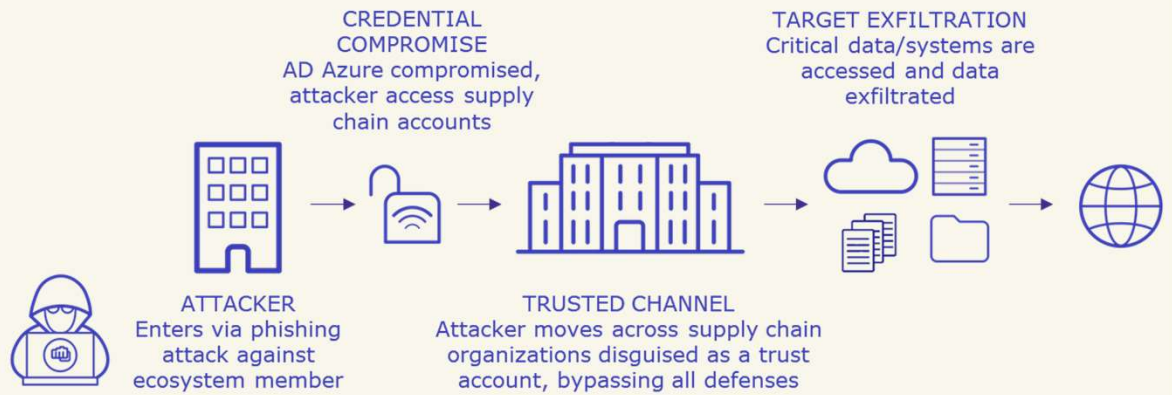 CREDENTIAL
COMPROMISE
AD Azure compromised,
attacker access supply
chain accounts
TARGET EXFILTRATION
Critical data/systems are
accessed and data
exfiltrated
ATTACKER
Enters via phishing
attack against
ecosystem member
TRUSTED CHANNEL
Attacker moves across supply chain
organizations disguised as a trust
account, bypassing all defenses